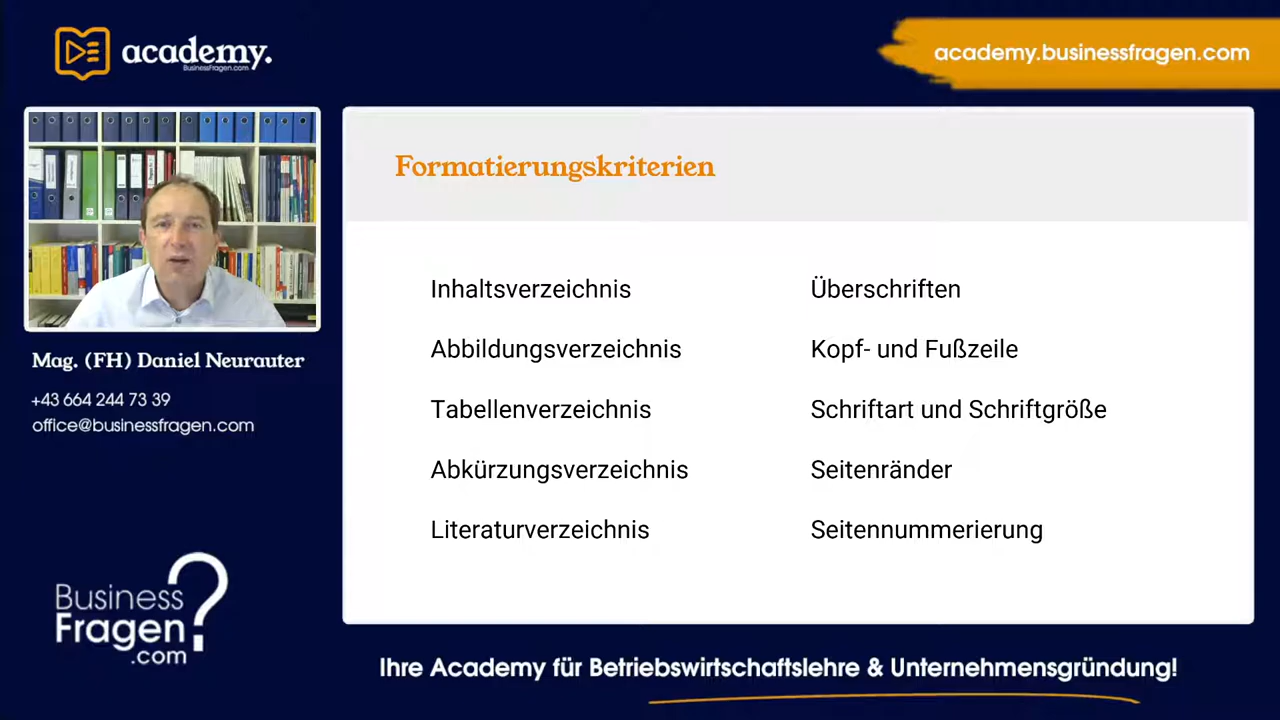 academy.
BusinessFragen.com
academy.businessfragen.com
Formatierungskriterien
Inhaltsverzeichnis
Abbildungsverzeichnis
Tabellenverzeichnis
Abkürzungsverzeichnis
Literaturverzeichnis
Überschriften
Kopf- und Fußzeile
Schriftart und Schriftgröße
Seitenränder
Seitennummerierung
Mag. (FH) Daniel Neurauter
+43 664 244 73 39
office@businessfragen.com
Business
Fragen?
.com
Ihre Academy für Betriebswirtschaftslehre & Unternehmensgründung!